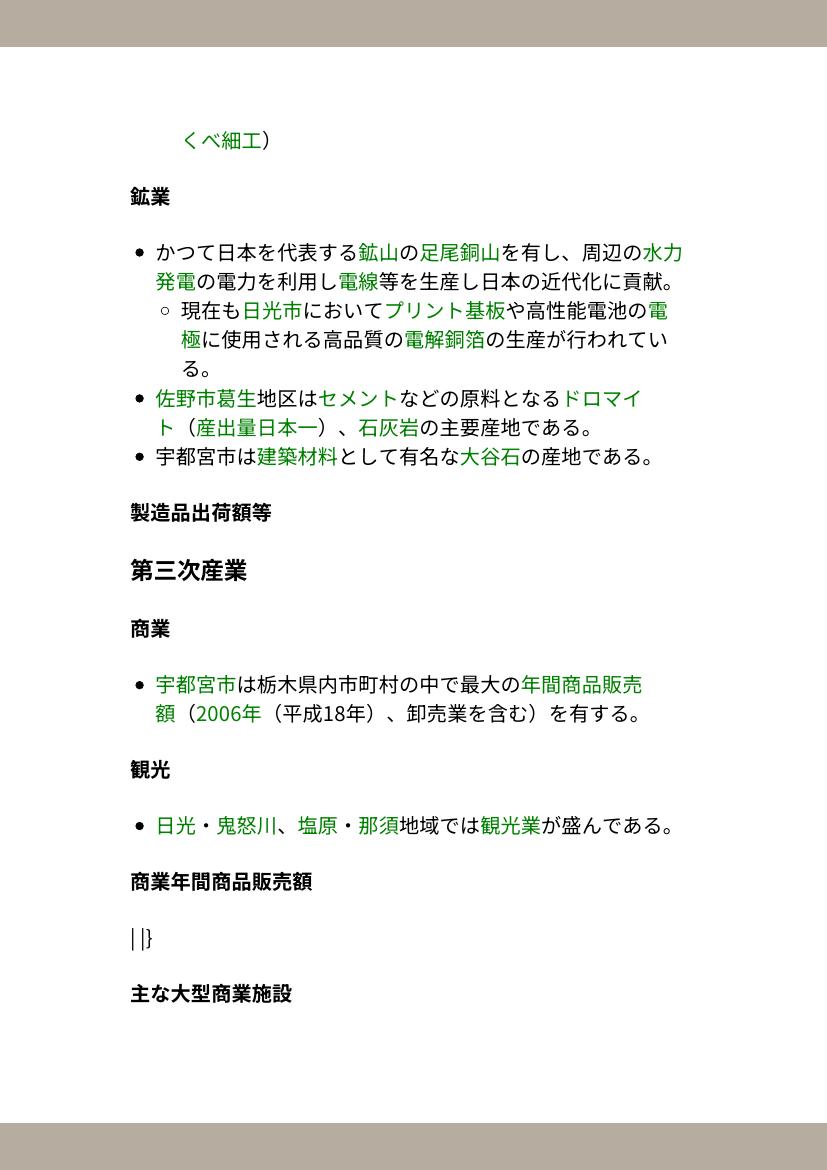 くべ細工）
鉱業
• かつて日本を代表する鉱山の足尾銅山を有し、周辺の水力
発電の電力を利用し電線等を生産し日本の近代化に貢献。
◦ 現在も日光市においてプリント基板や高性能電池の電
極に使用される高品質の電解銅箔の生産が行われてい
る。
• 佐野市葛生地区はセメントなどの原料となるドロマイ
ト（産出量日本一）、石灰岩の主要産地である。
• 宇都宮市は建築材料として有名な大谷石の産地である。
製造品出荷額等
第三次産業
商業
• 宇都宮市は栃木県内市町村の中で最大の年間商品販売
額（2006年（平成18年）、卸売業を含む）を有する。
観光
• 日光・鬼怒川、塩原・那須地域では観光業が盛んである。
商業年間商品販売額
| |}
主な大型商業施設